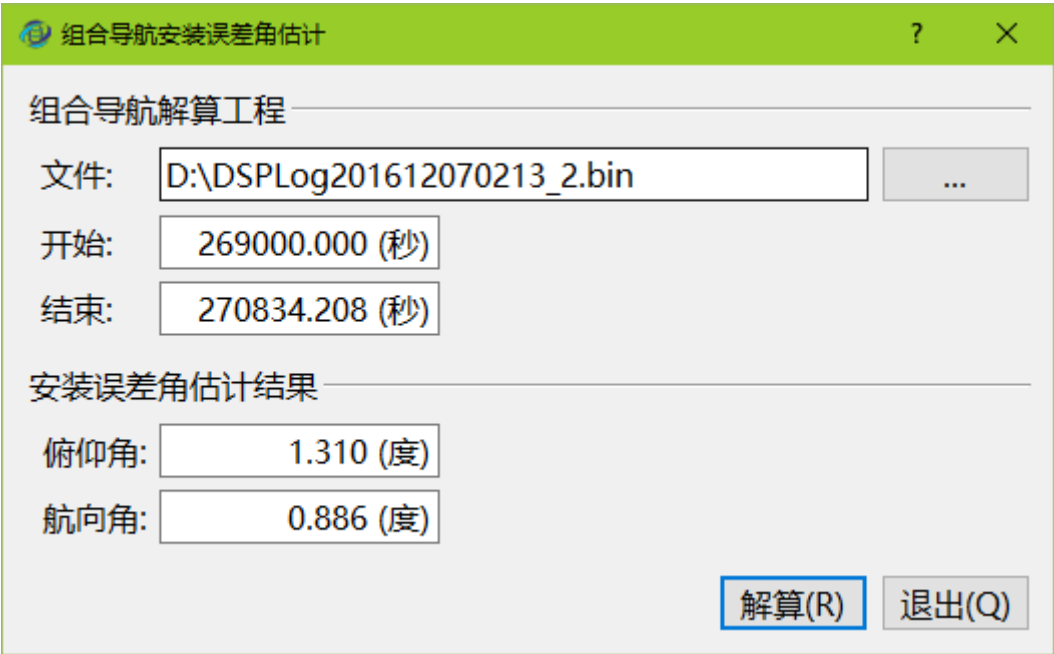 组合导航安装误差角估计 ? ×
组合导航解算工程
文件: D:\DSPLog201612070213_2.bin ...
开始: 269000.000 (秒)
结束: 270834.208 (秒)
安装误差角估计结果
俯仰角: 1.310 (度)
航向角: 0.886 (度)
解算(R) 退出(Q)